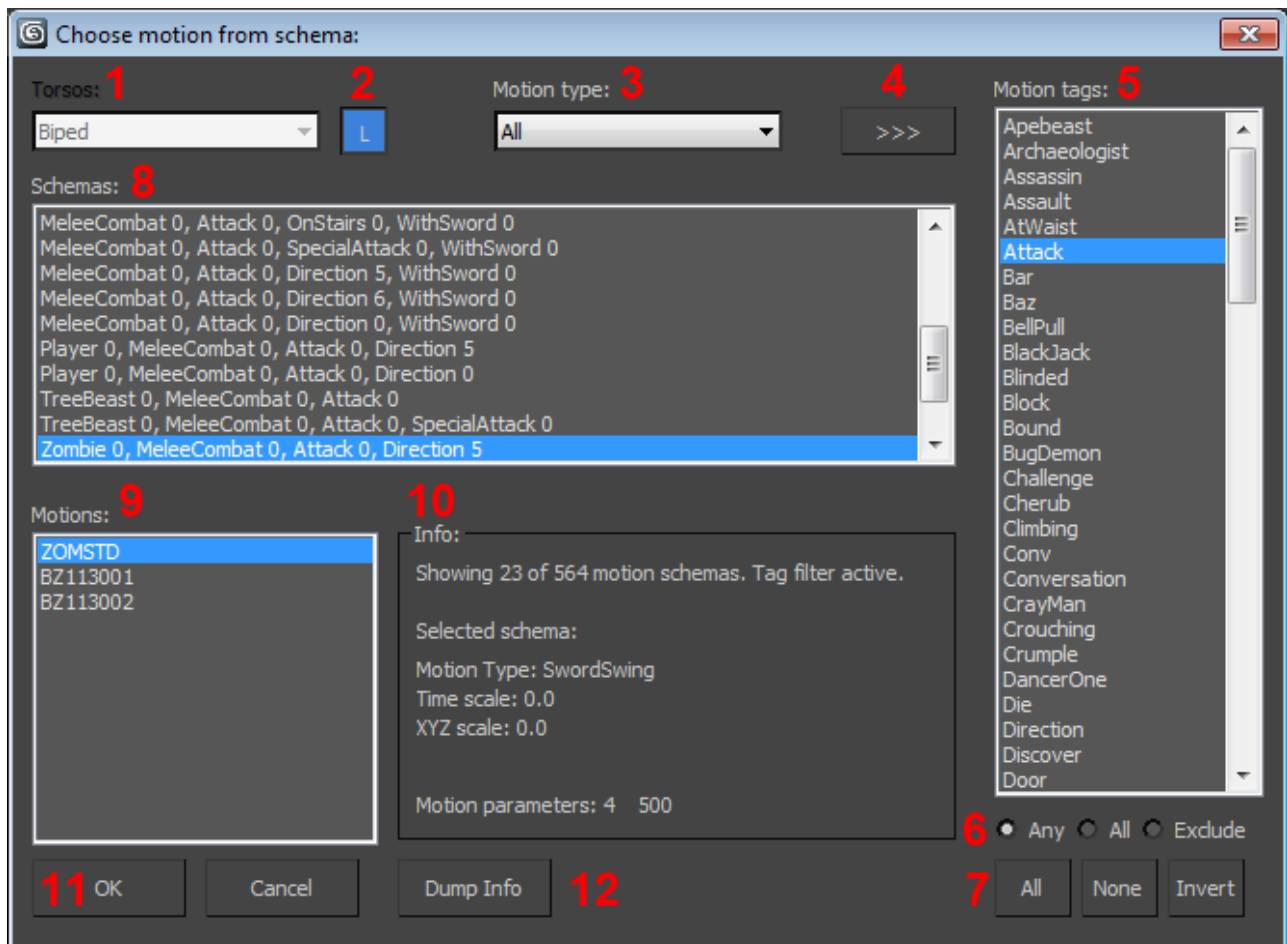 Choose motion from schema:
Torsos: 1
2
Motion type: 3
4
Motion tags: 5
Biped
L
All
>>>
Schemas: 8
MeleeCombat 0, Attack 0, OnStairs 0, WithSword 0
MeleeCombat 0, Attack 0, SpecialAttack 0, WithSword 0
MeleeCombat 0, Attack 0, Direction 5, WithSword 0
MeleeCombat 0, Attack 0, Direction 6, WithSword 0
MeleeCombat 0, Attack 0, Direction 0, WithSword 0
Player 0, MeleeCombat 0, Attack 0, Direction 5
Player 0, MeleeCombat 0, Attack 0, Direction 0
TreeBeast 0, MeleeCombat 0, Attack 0
TreeBeast 0, MeleeCombat 0, Attack 0, SpecialAttack 0
Zombie 0, MeleeCombat 0, Attack 0, Direction 5
Motions: 9
ZOMSTD
BZ113001
BZ113002
10
Info:
Showing 23 of 564 motion schemas. Tag filter active.
Selected schema:
Motion Type: SwordSwing
Time scale: 0.0
XYZ scale: 0.0
Motion parameters: 4 500
Apebeast
Archaeologist
Assassin
Assault
AtWaist
Attack
Bar
Baz
BellPull
BlackJack
Blinded
Block
Bound
BugDemon
Challenge
Cherub
Climbing
Conv
Conversation
CrayMan
Crouching
Crumple
DancerOne
Die
Direction
Discover
Door
6 Any All Exclude
11 OK
Cancel
Dump Info 12
7 All None Invert